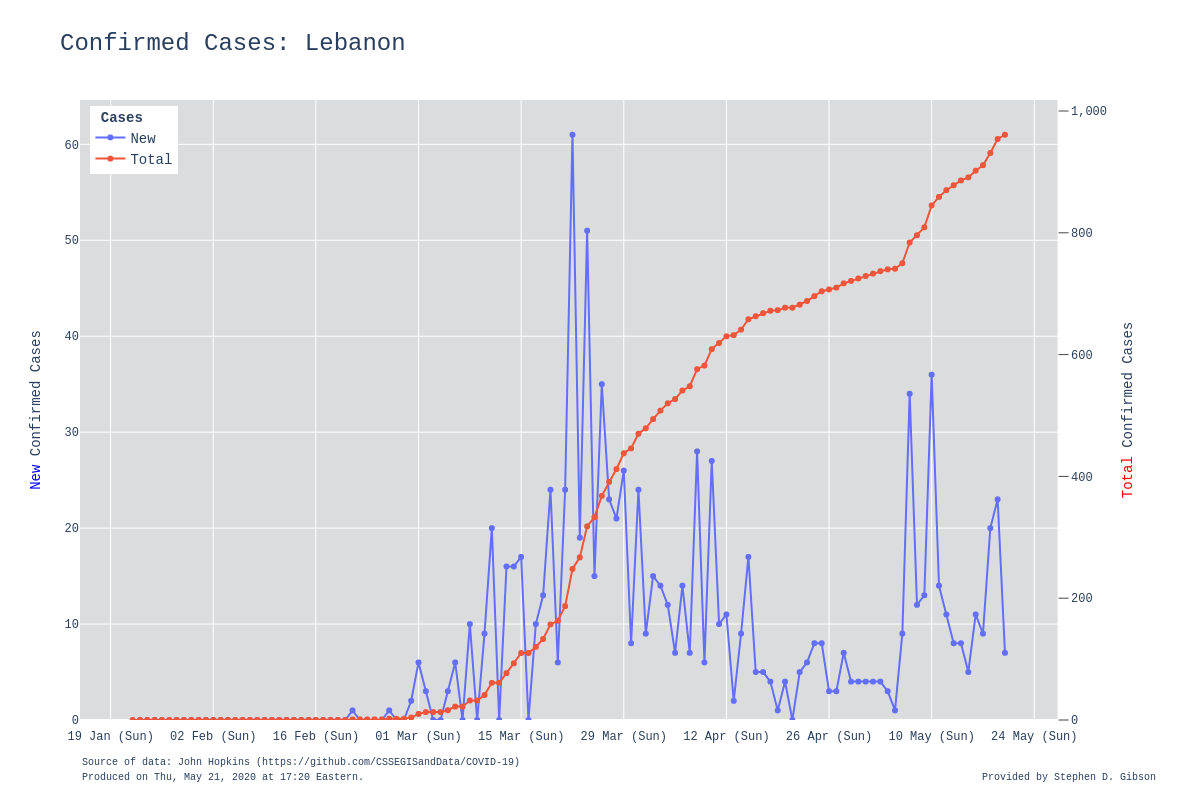 Confirmed Cases: Lebanon
Cases
New
Total
60
50
40
30
20
10
0
New Confirmed Cases
1,000
800
600
400
200
0
Total Confirmed Cases
19 Jan (Sun) 02 Feb (Sun) 16 Feb (Sun) 01 Mar (Sun) 15 Mar (Sun) 29 Mar (Sun) 12 Apr (Sun) 26 Apr (Sun) 10 May (Sun) 24 May (Sun)
Source of data: John Hopkins (https://github.com/CSSEGISandData/COVID-19)
Produced on Thu, May 21, 2020 at 17:20 Eastern.
Provided by Stephen D. Gibson